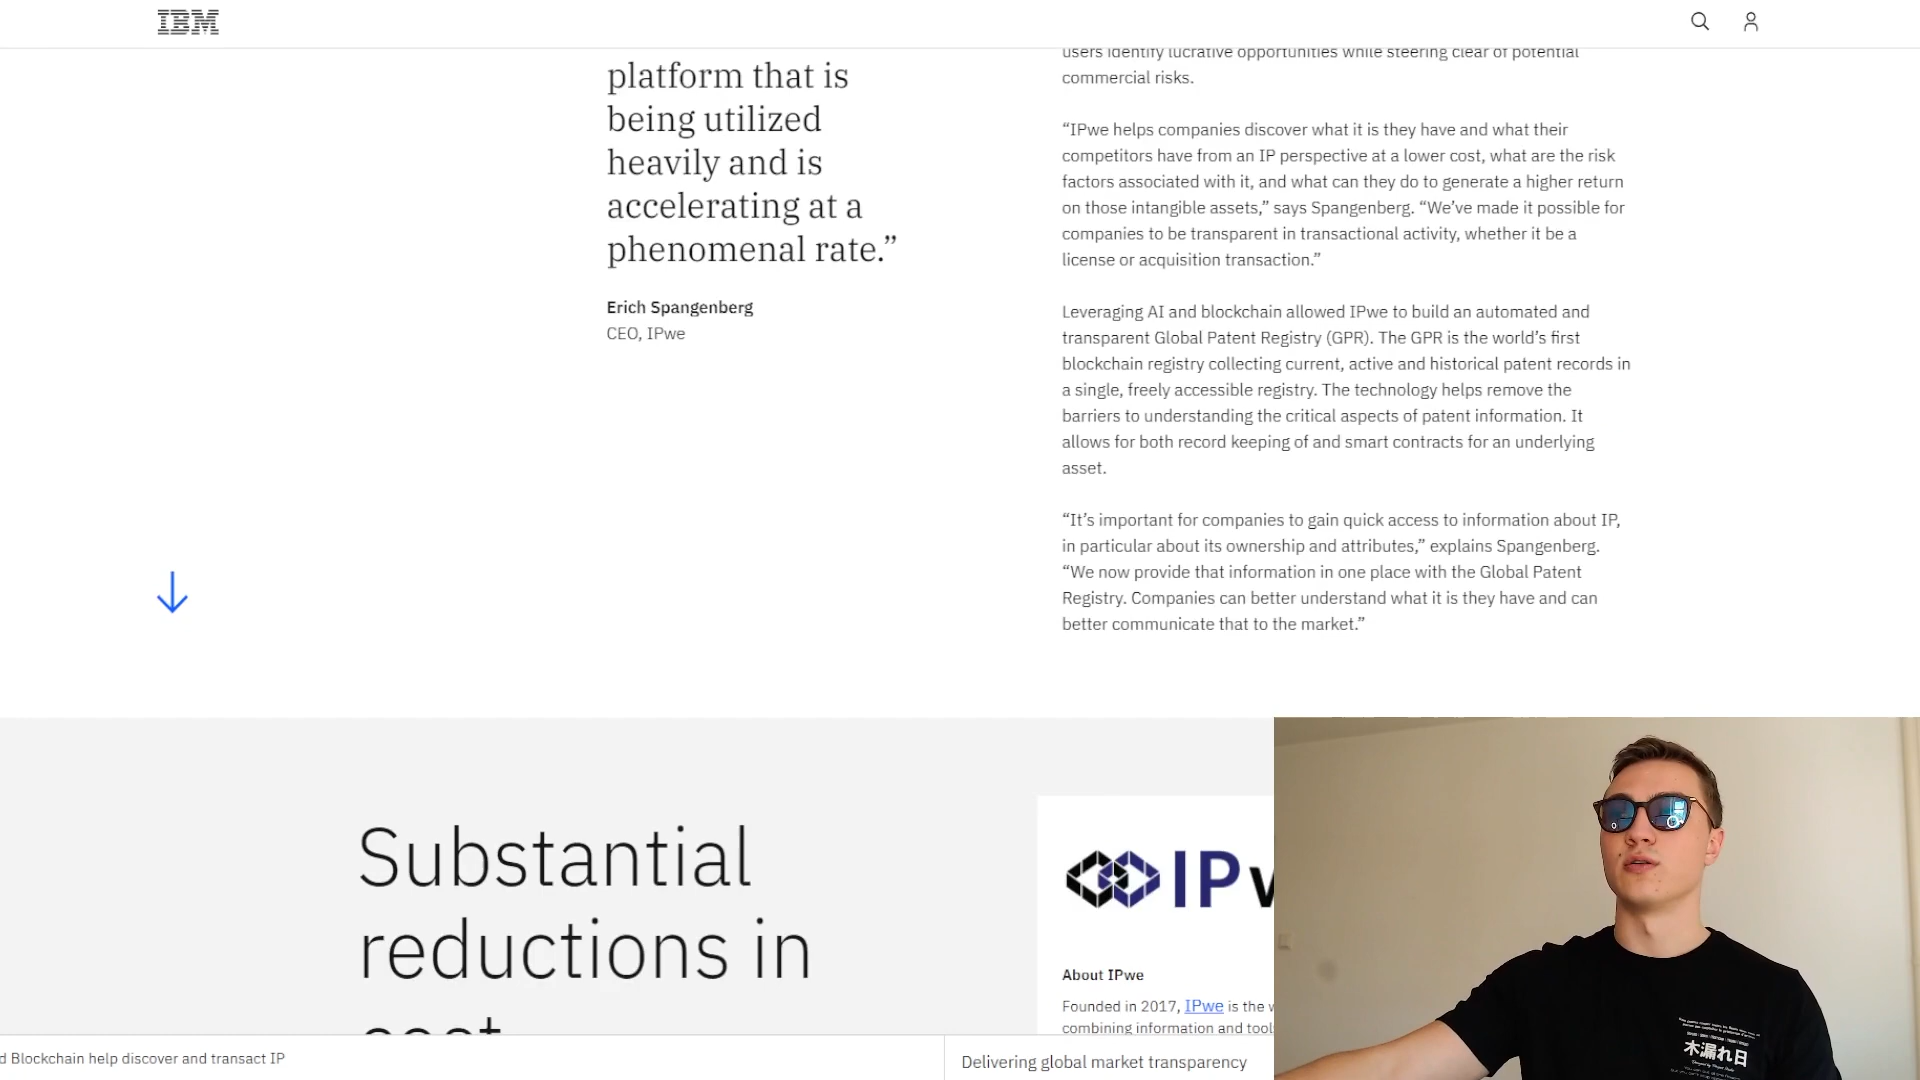 IBM
platform that is
being utilized
heavily and is
accelerating at a
phenomenal rate.”
Erich Spangenberg
CEO, IPwe
users identify lucrative opportunities while steering clear of potential
commercial risks.
“IPwe helps companies discover what it is they have and what their
competitors have from an IP perspective at a lower cost, what are the risk
factors associated with it, and what can they do to generate a higher return
on those intangible assets,” says Spangenberg. “We’ve made it possible for
companies to be transparent in transactional activity, whether it be a
license or acquisition transaction.”
Leveraging AI and blockchain allowed IPwe to build an automated and
transparent Global Patent Registry (GPR). The GPR is the world’s first
blockchain registry collecting current, active and historical patent records in
a single, freely accessible registry. The technology helps remove the
barriers to understanding the critical aspects of patent information. It
allows for both record keeping of and smart contracts for an underlying
asset.
“It’s important for companies to gain quick access to information about IP,
in particular about its ownership and attributes,” explains Spangenberg.
“We now provide that information in one place with the Global Patent
Registry. Companies can better understand what it is they have and can
better communicate that to the market.”
Substantial
reductions in
cost
IPw
About IPwe
Founded in 2017, IPwe is the w
combining information and tool
d Blockchain help discover and transact IP
Delivering global market transparency
木漏れ日